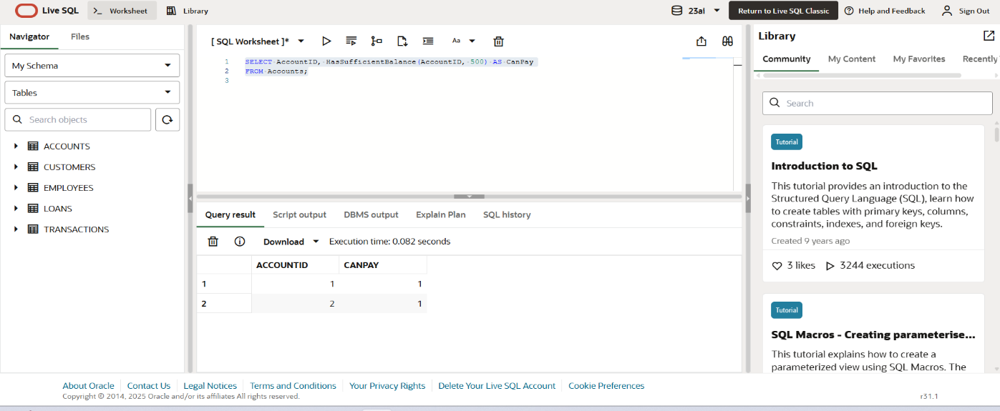 Live SQL
>_ Worksheet
Library
23ai
Return to Live SQL Classic
Help and Feedback
Sign Out
Navigator
Files
My Schema
Tables
Search objects
ACCOUNTS
CUSTOMERS
EMPLOYEES
LOANS
TRANSACTIONS
[ SQL Worksheet ]*
Aa
1 SELECT AccountID, HasSufficientBalance(AccountID, 500) AS CanPay
2 FROM Accounts;
3
Query result
Script output
DBMS output
Explain Plan
SQL history
Download
Execution time: 0.082 seconds
ACCOUNTID CANPAY
1 1 1
2 2 1
Library
Community
My Content
My Favorites
Recently
Search
Tutorial
Introduction to SQL
This tutorial provides an introduction to the
Structured Query Language (SQL), learn how
to create tables with primary keys, columns,
constraints, indexes, and foreign keys.
Created 9 years ago
3 likes
3244 executions
Tutorial
SQL Macros - Creating parameterise...
This tutorial explains how to create a
parameterized view using SQL Macros. The
About Oracle
Contact Us
Legal Notices
Terms and Conditions
Your Privacy Rights
Delete Your Live SQL Account
Cookie Preferences
Copyright © 2014, 2025 Oracle and/or its affiliates All rights reserved.
r31.1